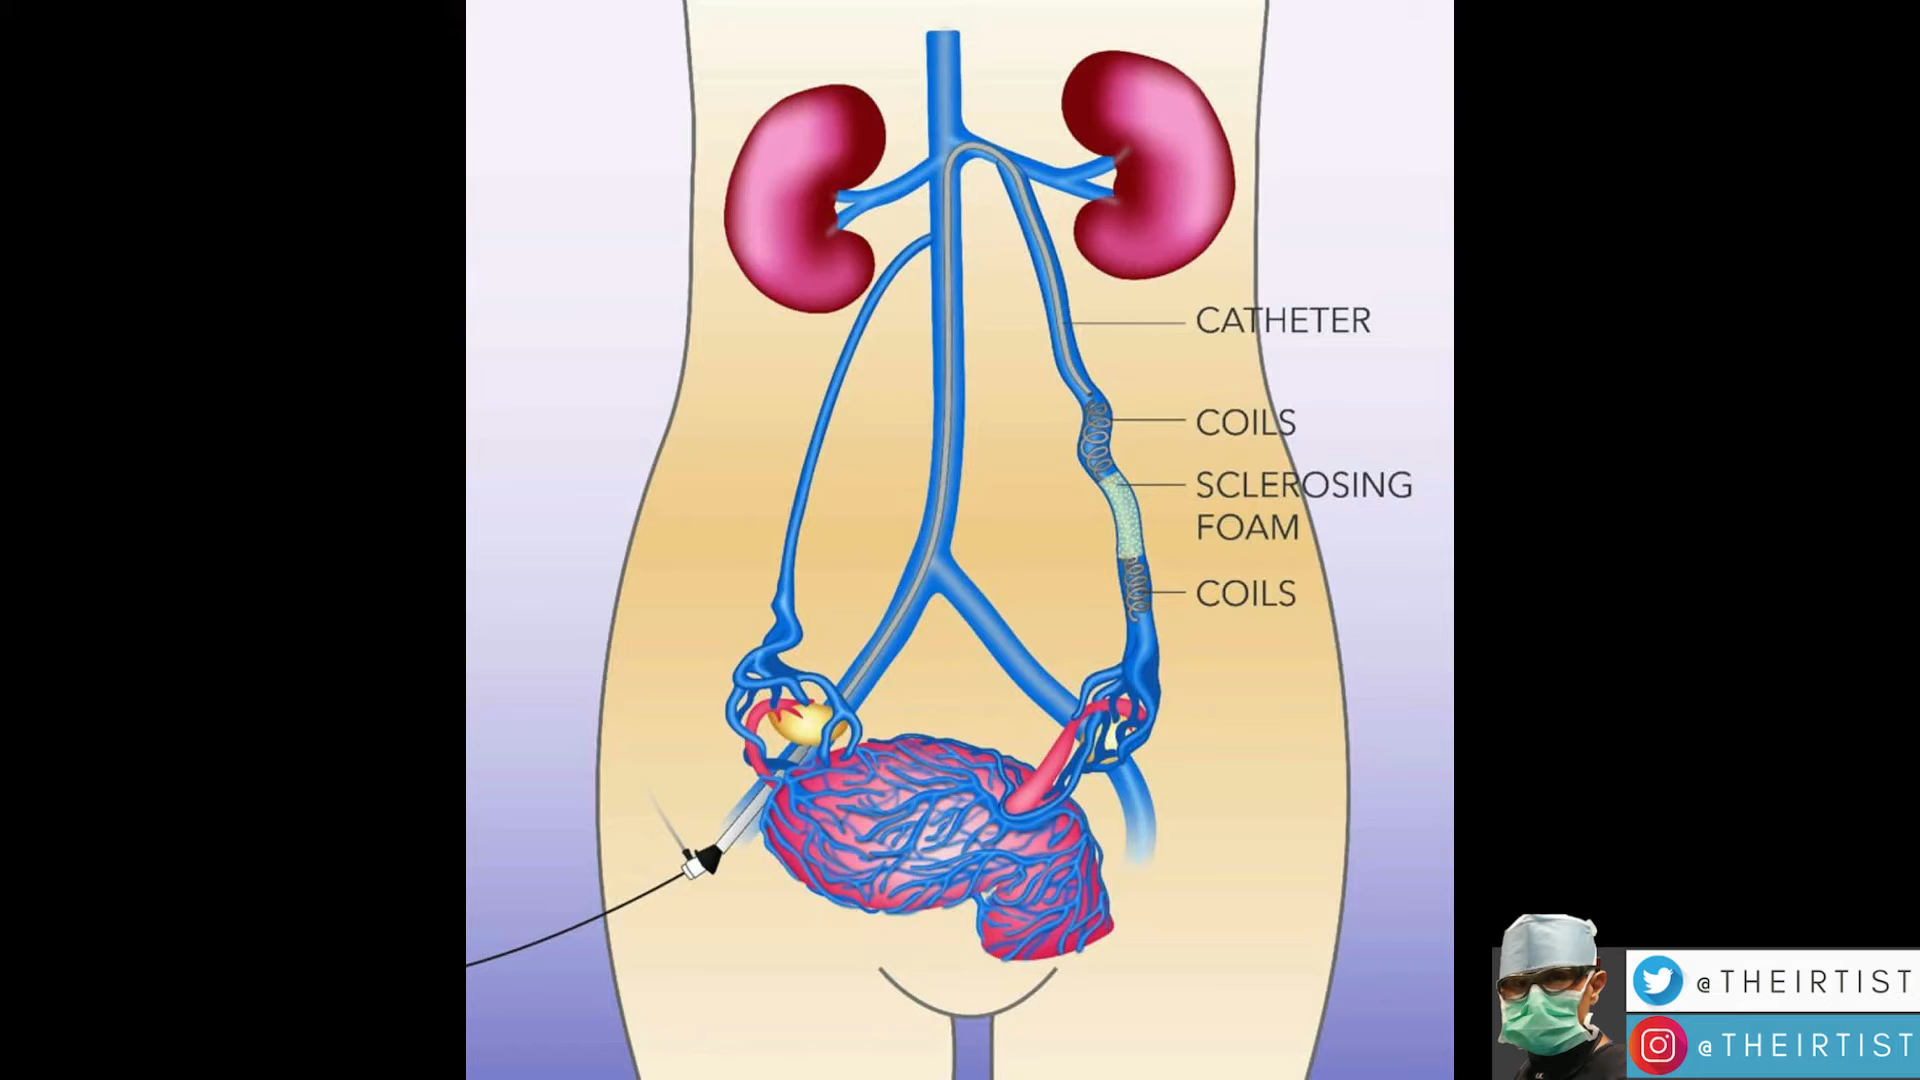 CATHETER
COILS
SCLEROSING
FOAM
COILS
@THEIRTIST
@THEIRTIST